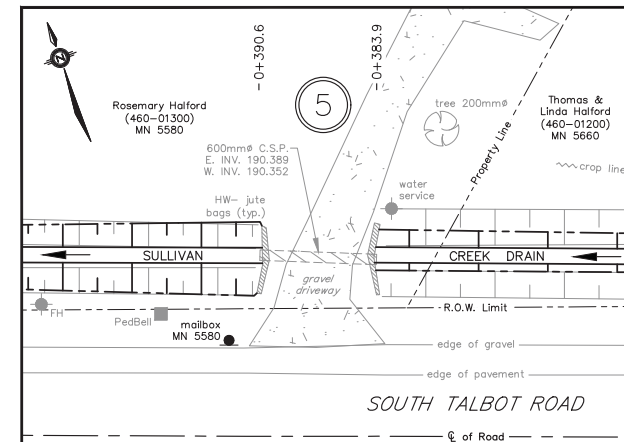 N
-0+390.6
-0+383.9
5
Rosemary Halford
(460-01300)
MN 5580
tree 200mmø
Thomas &
Linda Halford
(460-01200)
MN 5660
Property Line
crop line
600mmø C.S.P.
E. INV. 190.389
W. INV. 190.352
HW- jute
bags (typ.)
water
service
SULLIVAN
CREEK DRAIN
gravel
driveway
FH
PedBell
mailbox
MN 5580
R.O.W. Limit
edge of gravel
edge of pavement
SOUTH TALBOT ROAD
℄ of Road